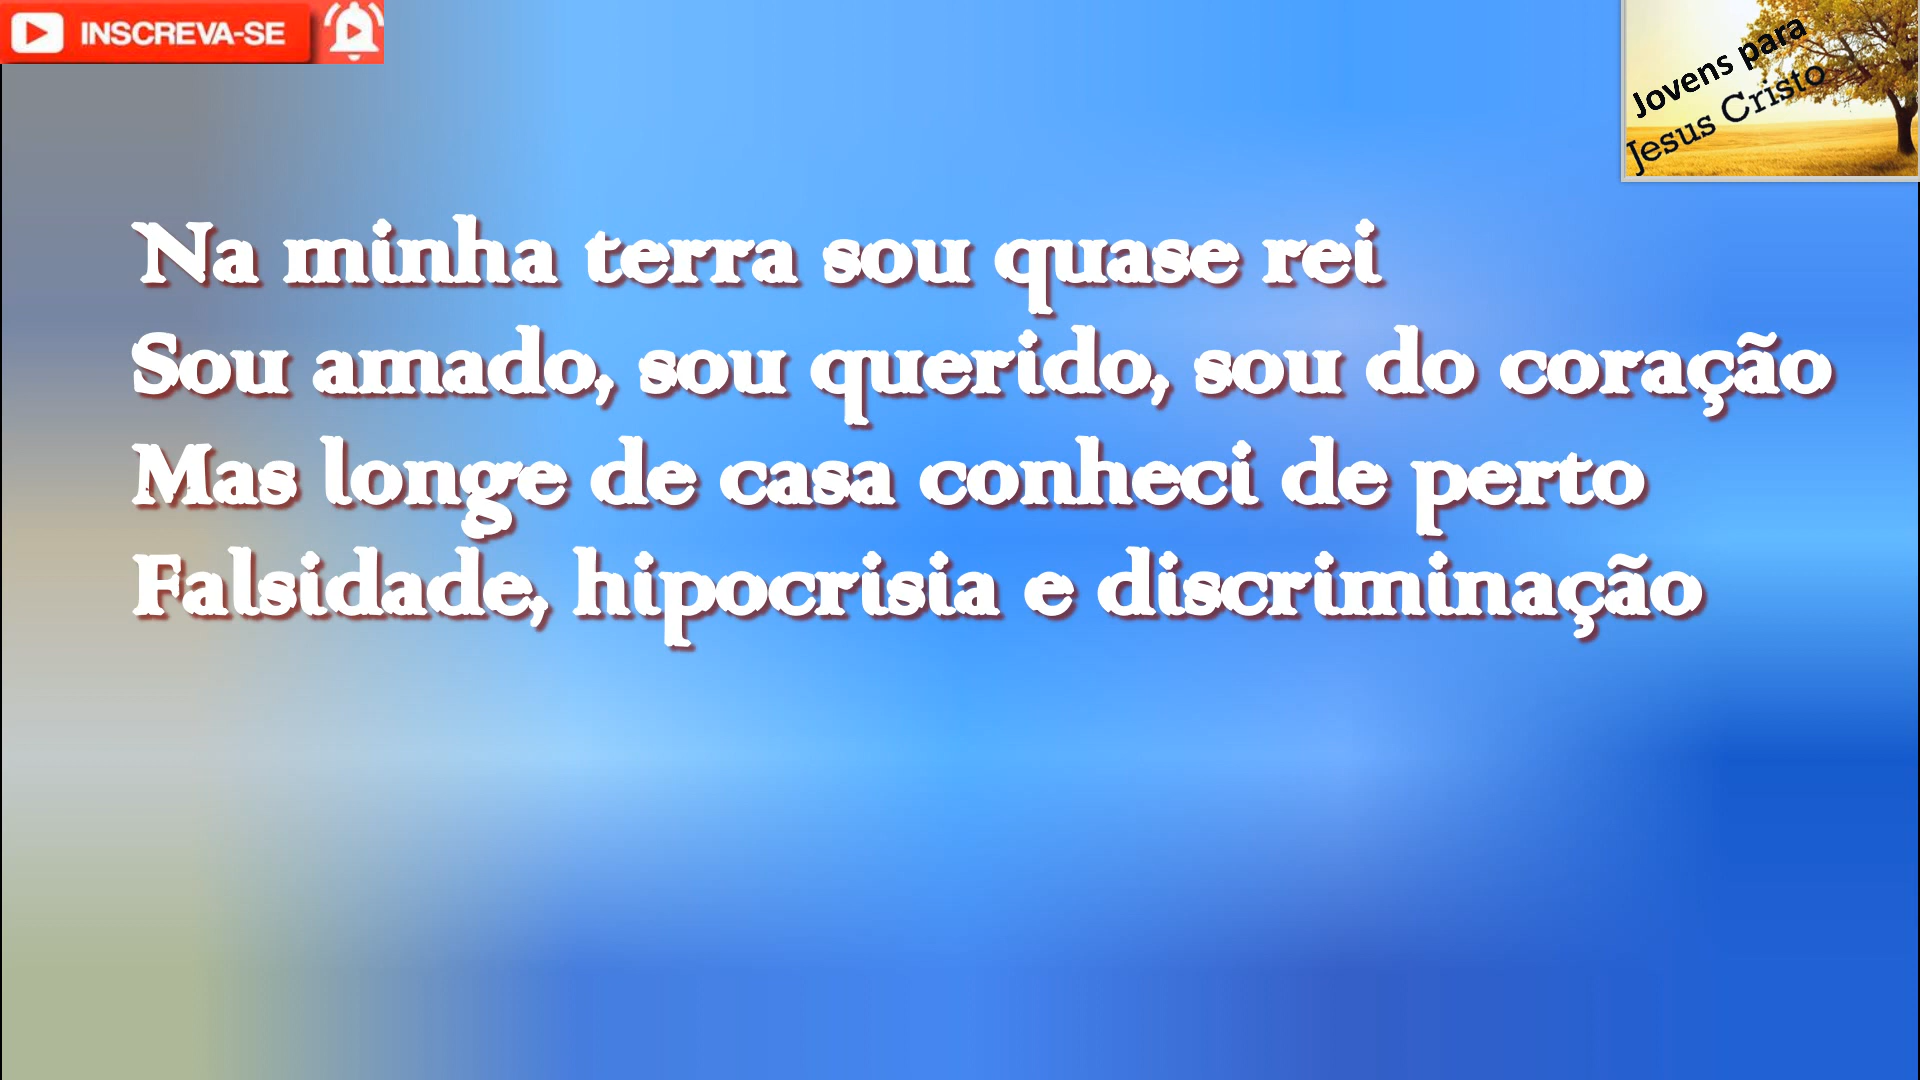 INSCREVA-SE
Jovens para
Jesus Cristo
Na minha terra sou quase rei
Sou amado, sou querido, sou do coração
Mas longe de casa conheci de perto
Falsidade, hipocrisia e discriminação